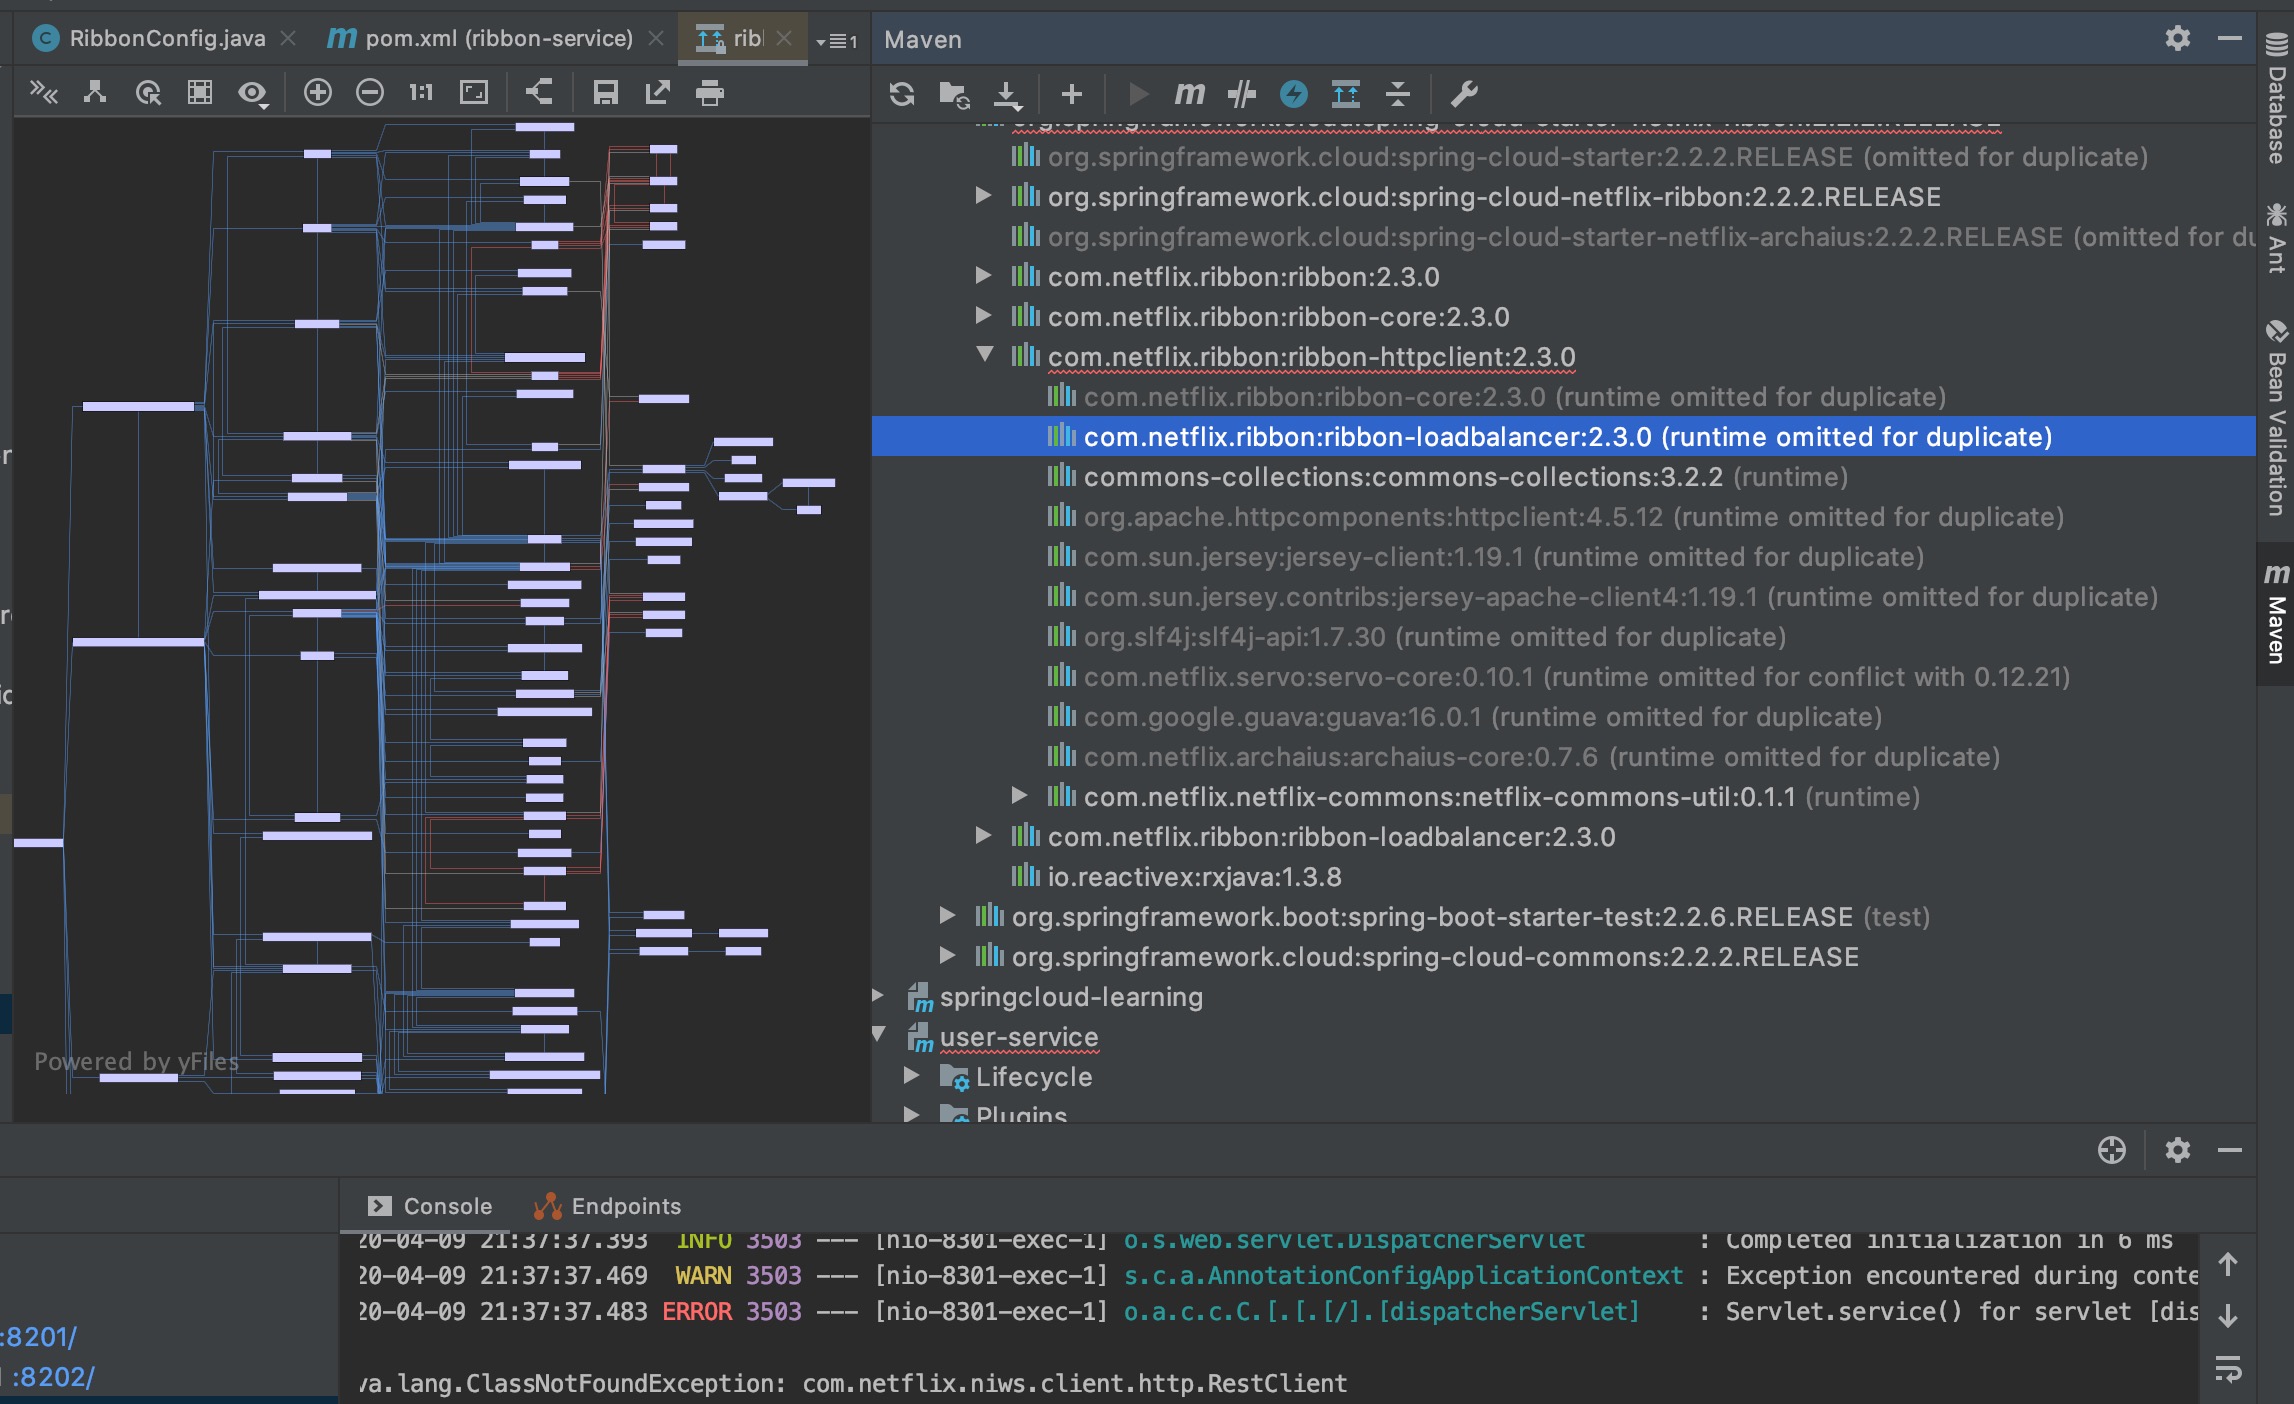 RibbonConfig.java
pom.xml (ribbon-service)
rib
1
Maven
1:1
org.springframework.cloud:spring-cloud-starter-netflix-ribbon:2.2.2.RELEASE
org.springframework.cloud:spring-cloud-starter:2.2.2.RELEASE (omitted for duplicate)
org.springframework.cloud:spring-cloud-netflix-ribbon:2.2.2.RELEASE
org.springframework.cloud:spring-cloud-starter-netflix-archaius:2.2.2.RELEASE (omitted for du
com.netflix.ribbon:ribbon:2.3.0
com.netflix.ribbon:ribbon-core:2.3.0
com.netflix.ribbon:ribbon-httpclient:2.3.0
com.netflix.ribbon:ribbon-core:2.3.0 (runtime omitted for duplicate)
com.netflix.ribbon:ribbon-loadbalancer:2.3.0 (runtime omitted for duplicate)
commons-collections:commons-collections:3.2.2 (runtime)
org.apache.httpcomponents:httpclient:4.5.12 (runtime omitted for duplicate)
com.sun.jersey:jersey-client:1.19.1 (runtime omitted for duplicate)
com.sun.jersey.contribs:jersey-apache-client4:1.19.1 (runtime omitted for duplicate)
org.slf4j:slf4j-api:1.7.30 (runtime omitted for duplicate)
com.netflix.servo:servo-core:0.10.1 (runtime omitted for conflict with 0.12.21)
com.google.guava:guava:16.0.1 (runtime omitted for duplicate)
com.netflix.archaius:archaius-core:0.7.6 (runtime omitted for duplicate)
com.netflix.netflix-commons:netflix-commons-util:0.1.1 (runtime)
com.netflix.ribbon:ribbon-loadbalancer:2.3.0
io.reactivex:rxjava:1.3.8
org.springframework.boot:spring-boot-starter-test:2.2.6.RELEASE (test)
org.springframework.cloud:spring-cloud-commons:2.2.2.RELEASE
springcloud-learning
user-service
Lifecycle
Plugins
Database
Ant
Bean Validation
Maven
Powered by yFiles
Console
Endpoints
20-04-09 21:37:37.393 INFO 3503 --- [nio-8301-exec-1] o.s.web.servlet.DispatcherServlet : Completed initialization in 6 ms
20-04-09 21:37:37.469 WARN 3503 --- [nio-8301-exec-1] s.c.a.AnnotationConfigApplicationContext : Exception encountered during conte
20-04-09 21:37:37.483 ERROR 3503 --- [nio-8301-exec-1] o.a.c.c.C.[.[.[/].[dispatcherServlet] : Servlet.service() for servlet [dis
va.lang.ClassNotFoundException: com.netflix.niws.client.http.RestClient
:8201/
:8202/